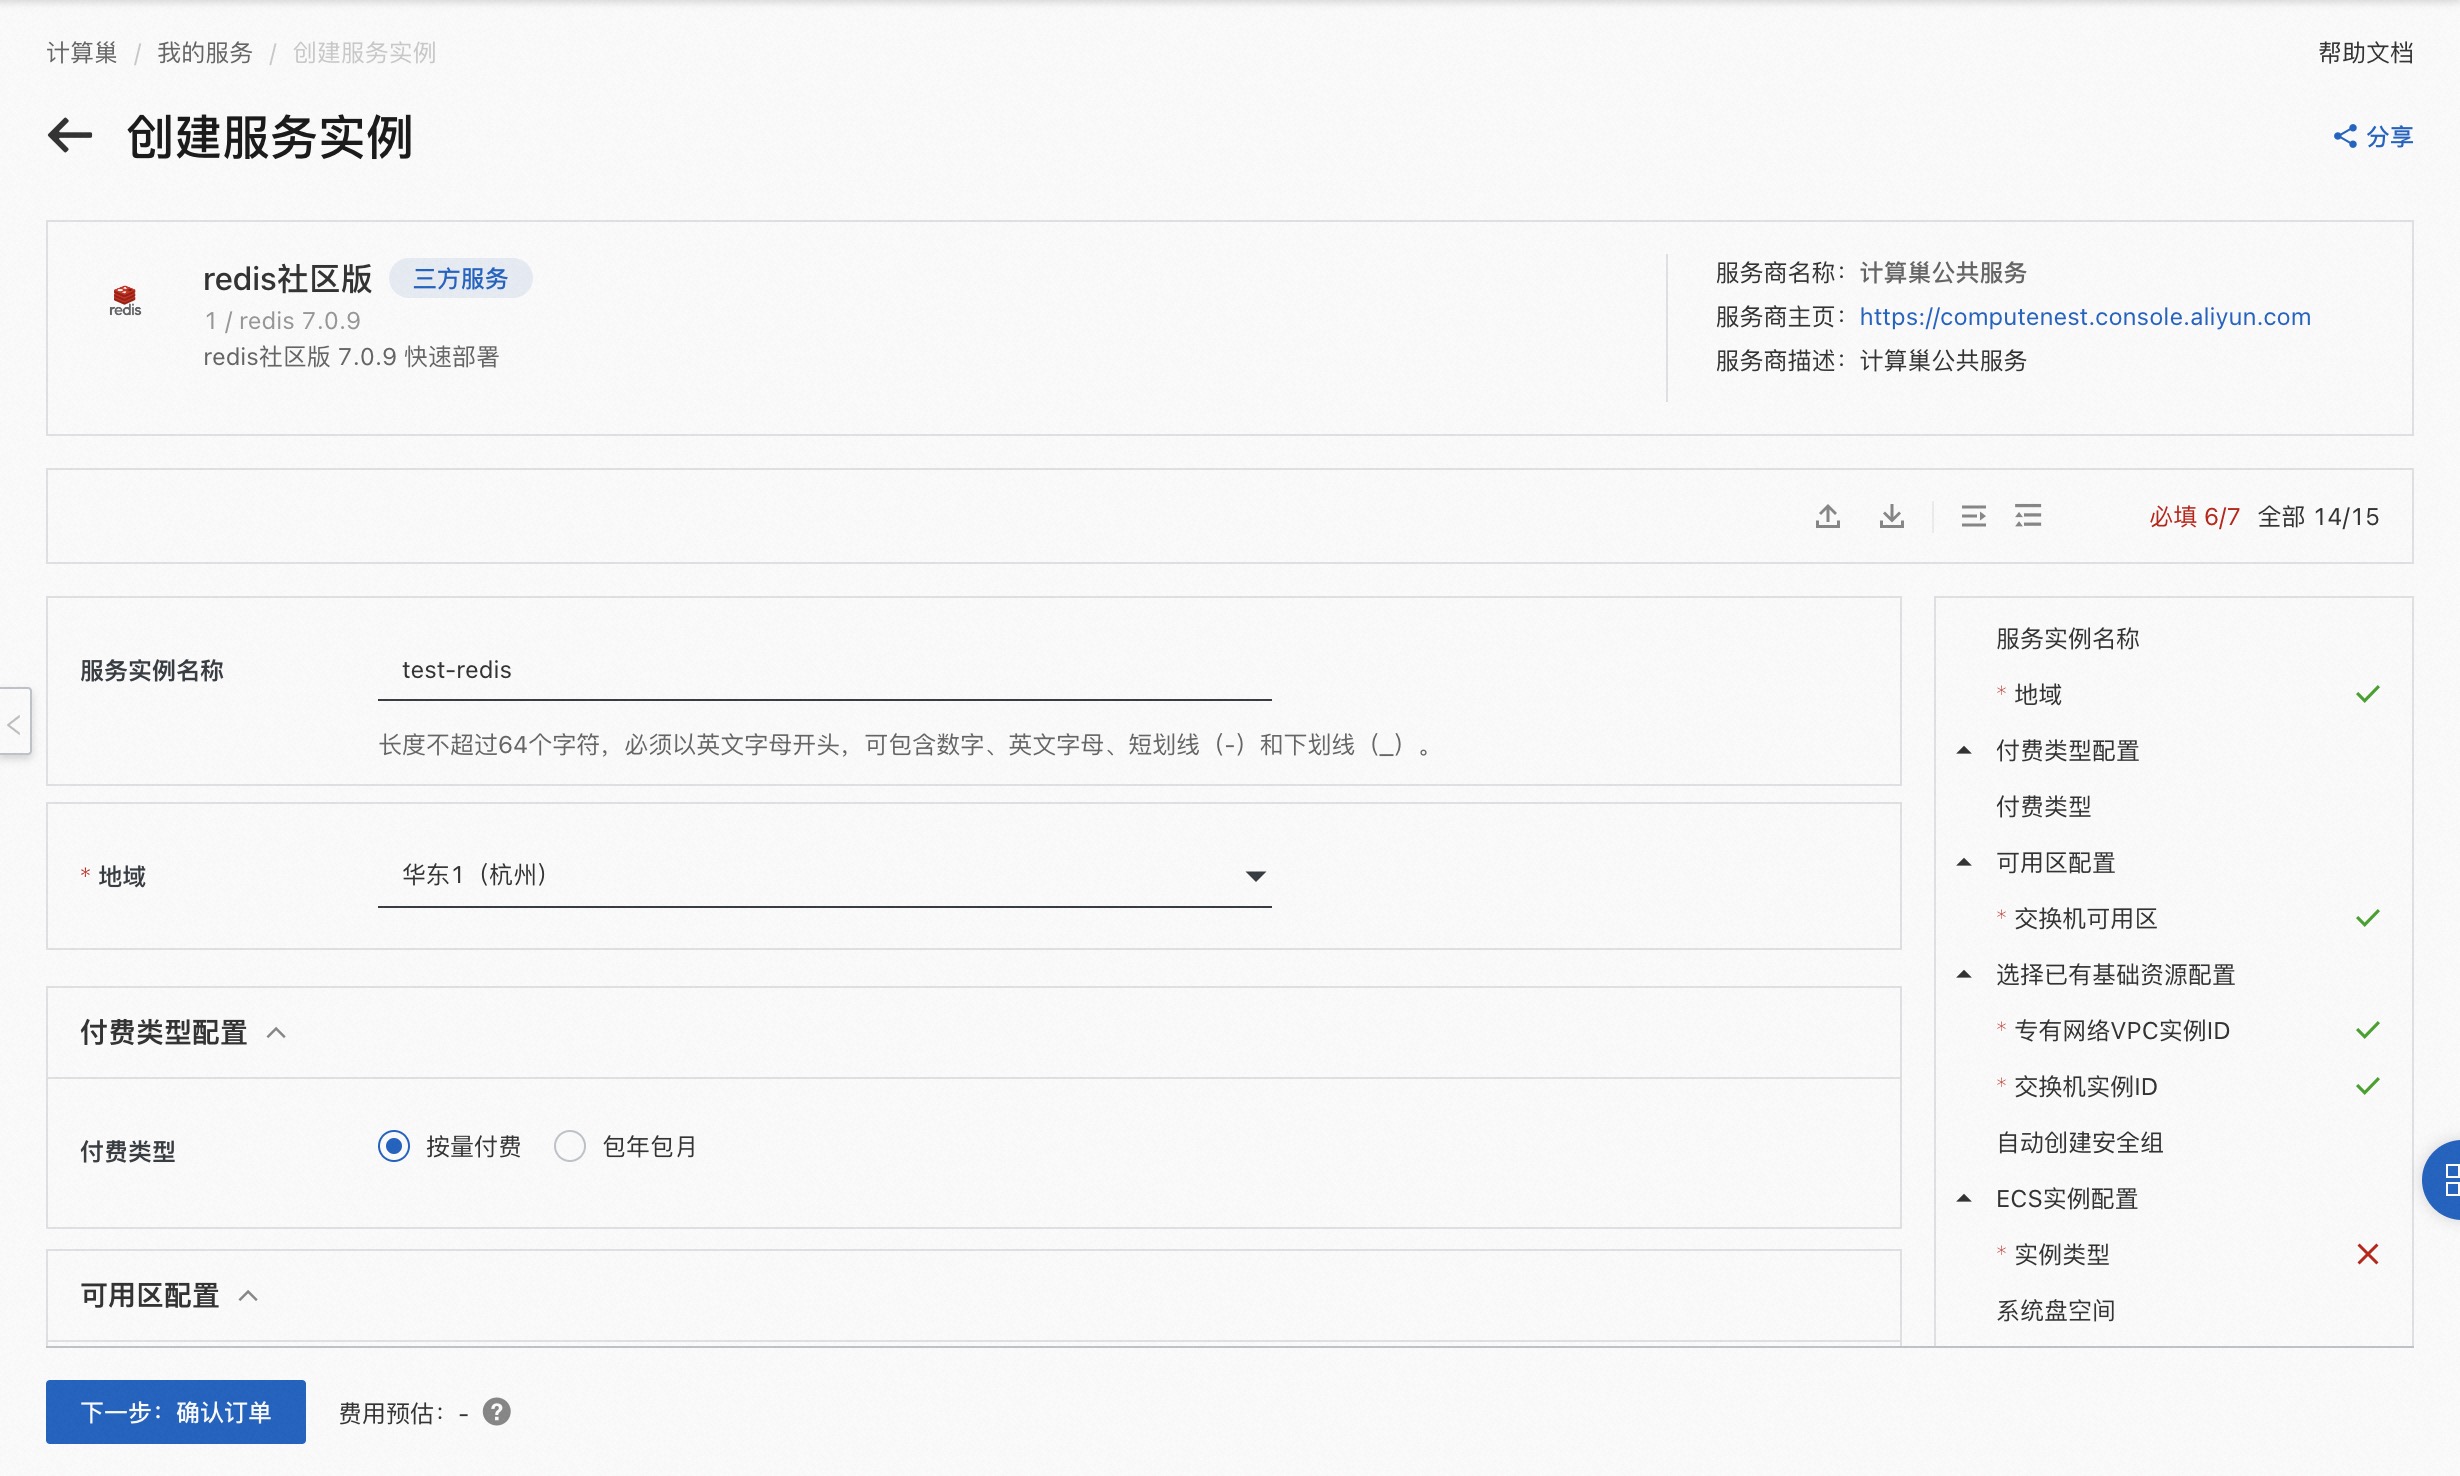 计算巢 / 我的服务 / 创建服务实例
帮助文档
创建服务实例
分享
redis
redis社区版 三方服务
1 / redis 7.0.9
redis社区版 7.0.9 快速部署
服务商名称：计算巢公共服务
服务商主页：https://computenest.console.aliyun.com
服务商描述：计算巢公共服务
必填 6/7 全部 14/15
服务实例名称
test-redis
长度不超过64个字符，必须以英文字母开头，可包含数字、英文字母、短划线（-）和下划线（_）。
* 地域
华东1（杭州）
付费类型配置
付费类型
按量付费 包年包月
可用区配置
服务实例名称
* 地域
付费类型配置
付费类型
可用区配置
* 交换机可用区
选择已有基础资源配置
* 专有网络VPC实例ID
* 交换机实例ID
自动创建安全组
ECS实例配置
* 实例类型
系统盘空间
下一步：确认订单
费用预估：- ?